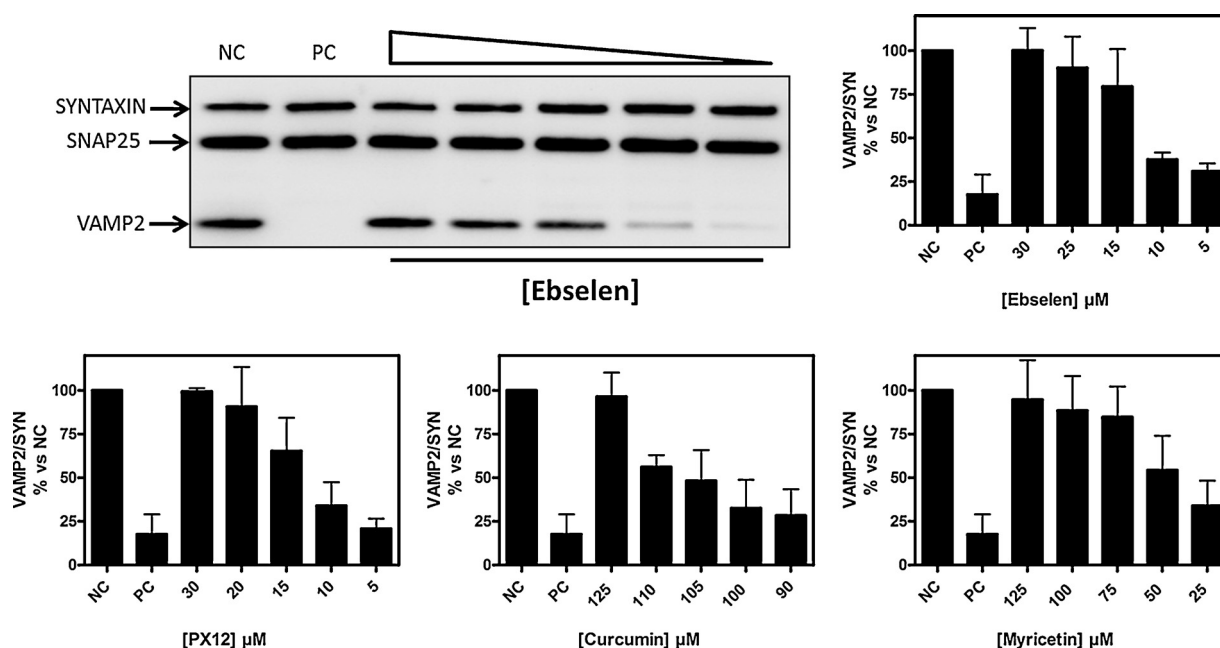 NC PC
SYNTAXIN
SNAP25
VAMP2
[Ebselen]
VAMP2/SYN
% vs NC
100
75
50
25
0
NC PC 30 25 15 10 5
[Ebselen] µM
VAMP2/SYN
% vs NC
100
75
50
25
0
NC PC 30 20 15 10 5
[PX12] µM
VAMP2/SYN
% vs NC
100
75
50
25
0
NC PC 125 110 105 100 90
[Curcumin] µM
VAMP2/SYN
% vs NC
100
75
50
25
0
NC PC 125 100 75 50 25
[Myricetin] µM